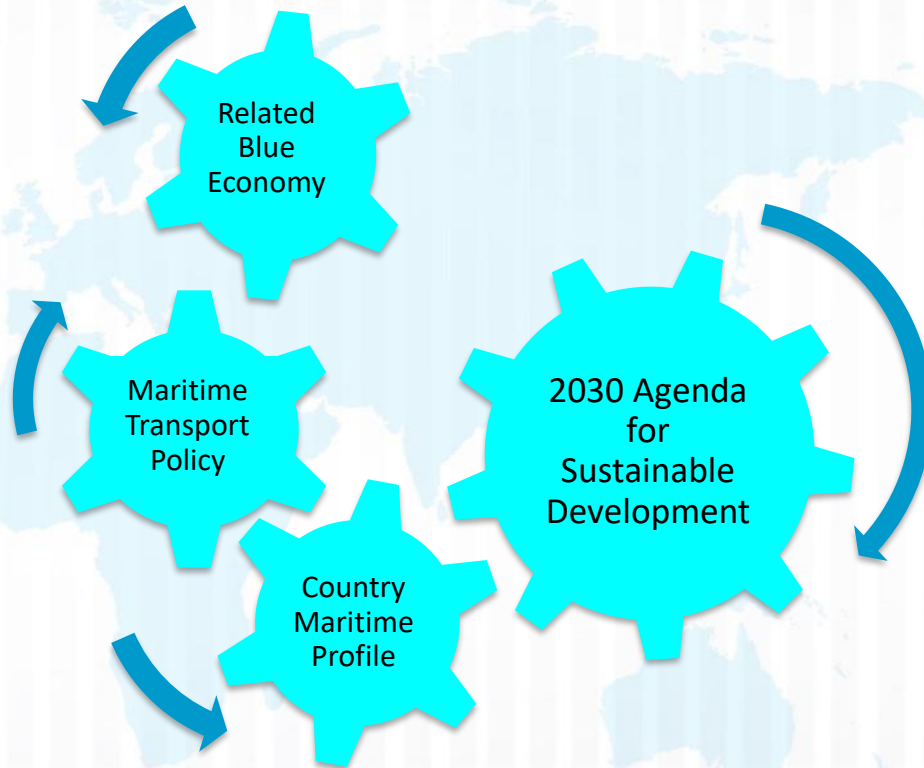 Related
Blue
Economy
Maritime
Transport
Policy
Country
Maritime
Profile
2030 Agenda
for
Sustainable
Development